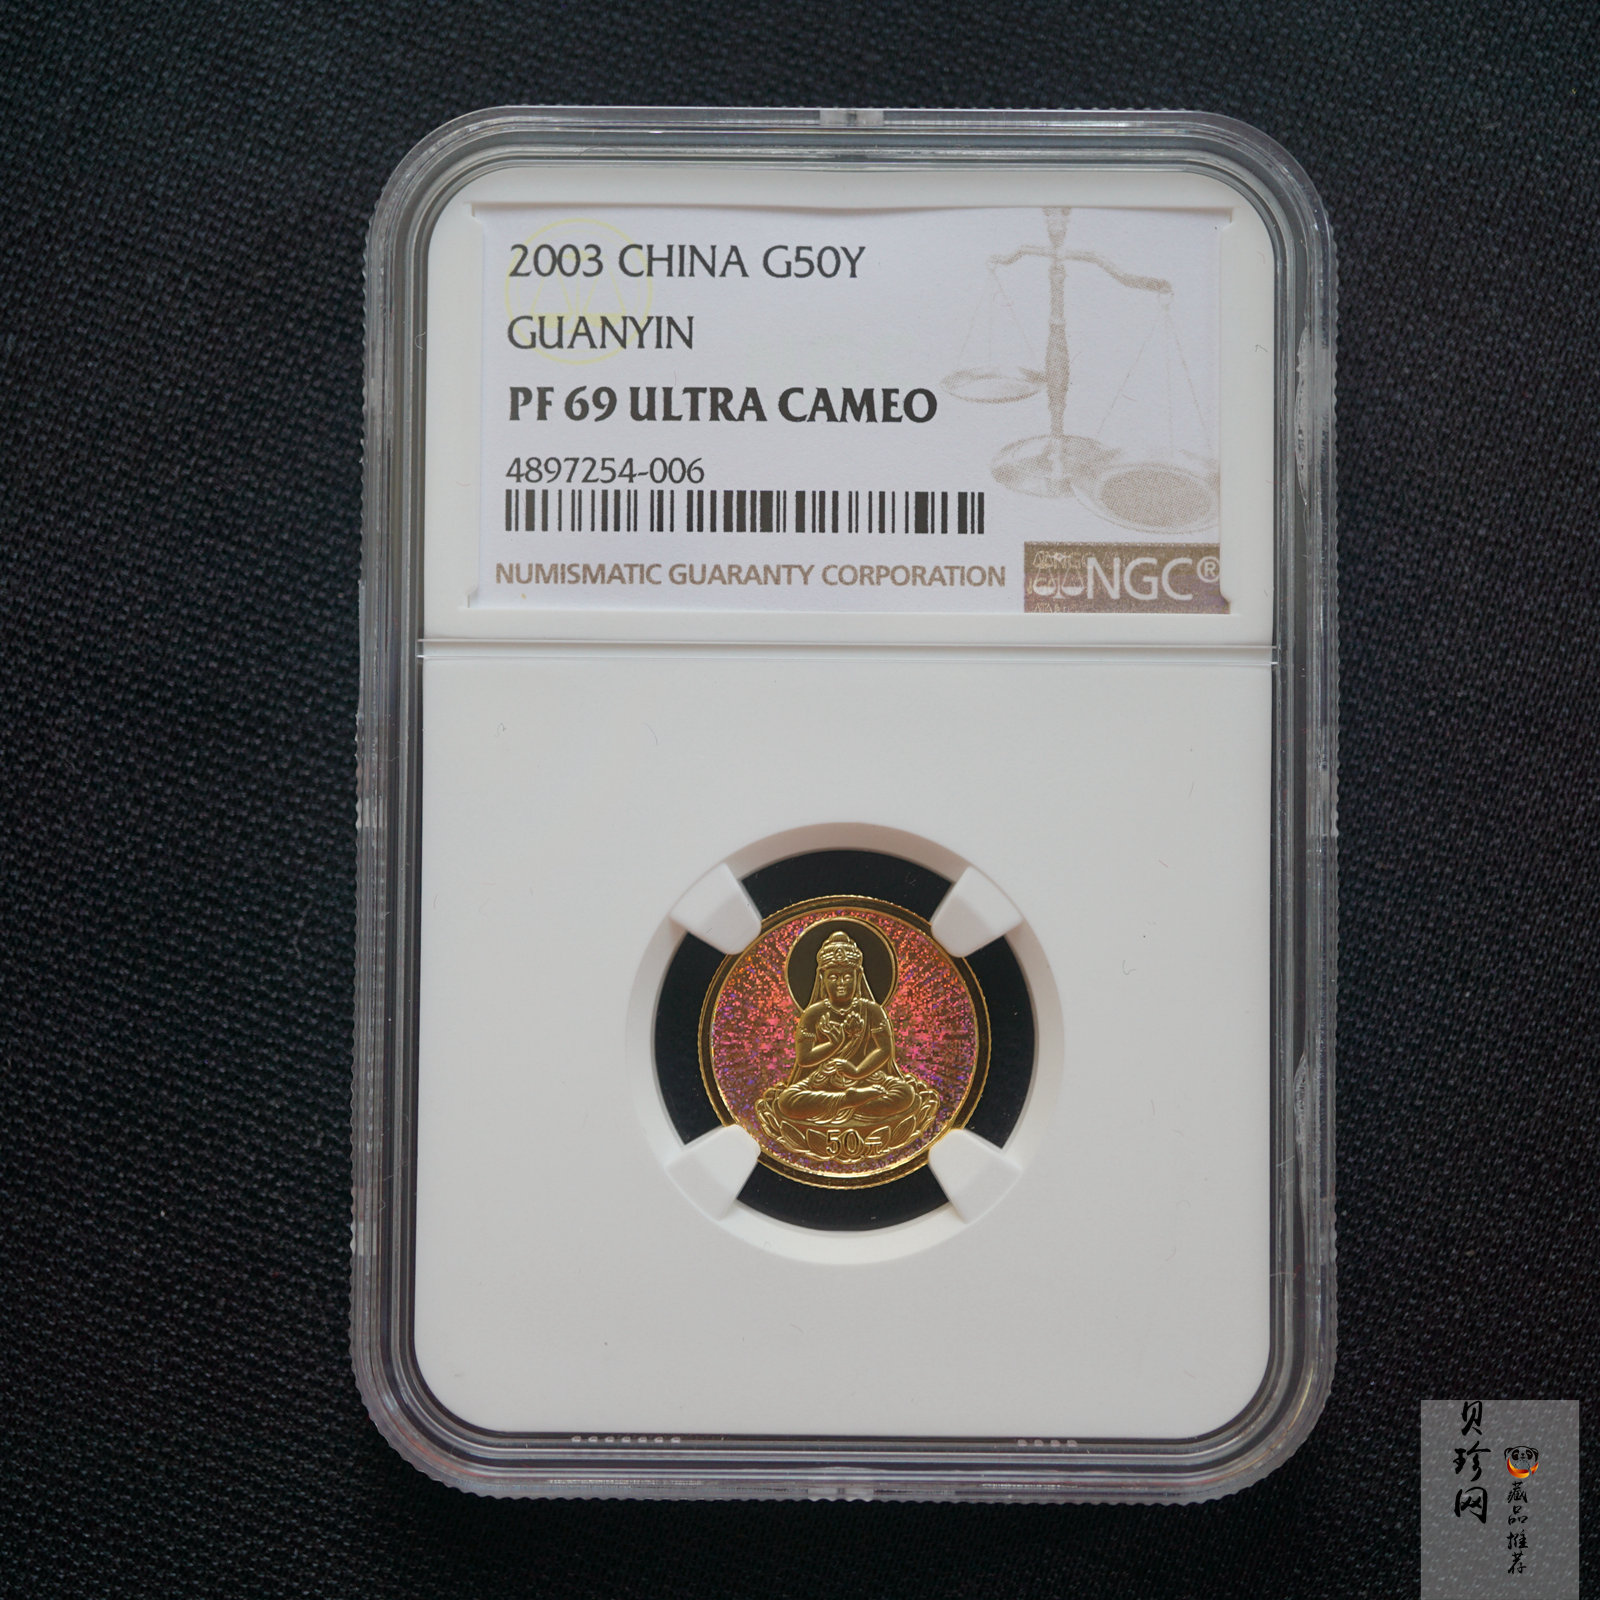 2003 CHINA G50Y
GUANYIN
PF 69 ULTRA CAMEO
4897254-006
NUMISMATIC GUARANTY CORPORATION
NGC®
50元
贝珍网
藏品推荐